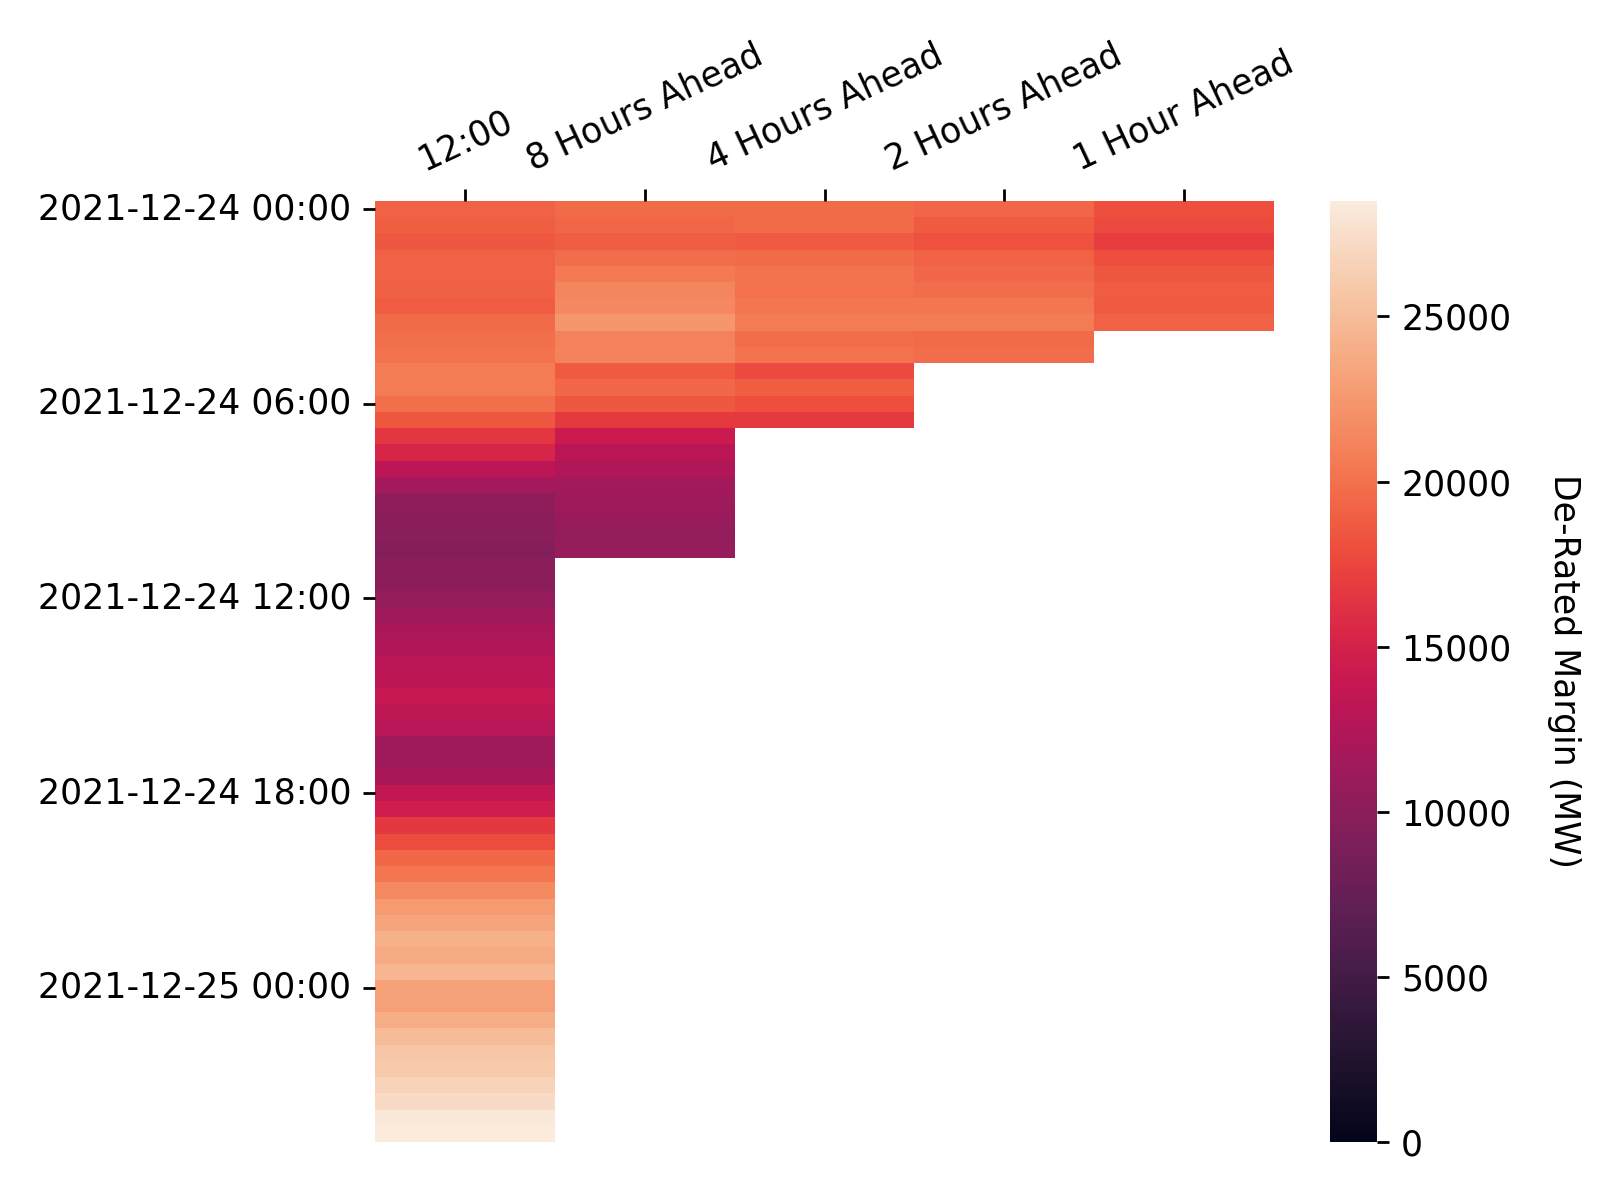 12:00
8 Hours Ahead
4 Hours Ahead
2 Hours Ahead
1 Hour Ahead
2021-12-24 00:00
2021-12-24 06:00
2021-12-24 12:00
2021-12-24 18:00
2021-12-25 00:00
25000
20000
15000
10000
5000
0
De-Rated Margin (MW)